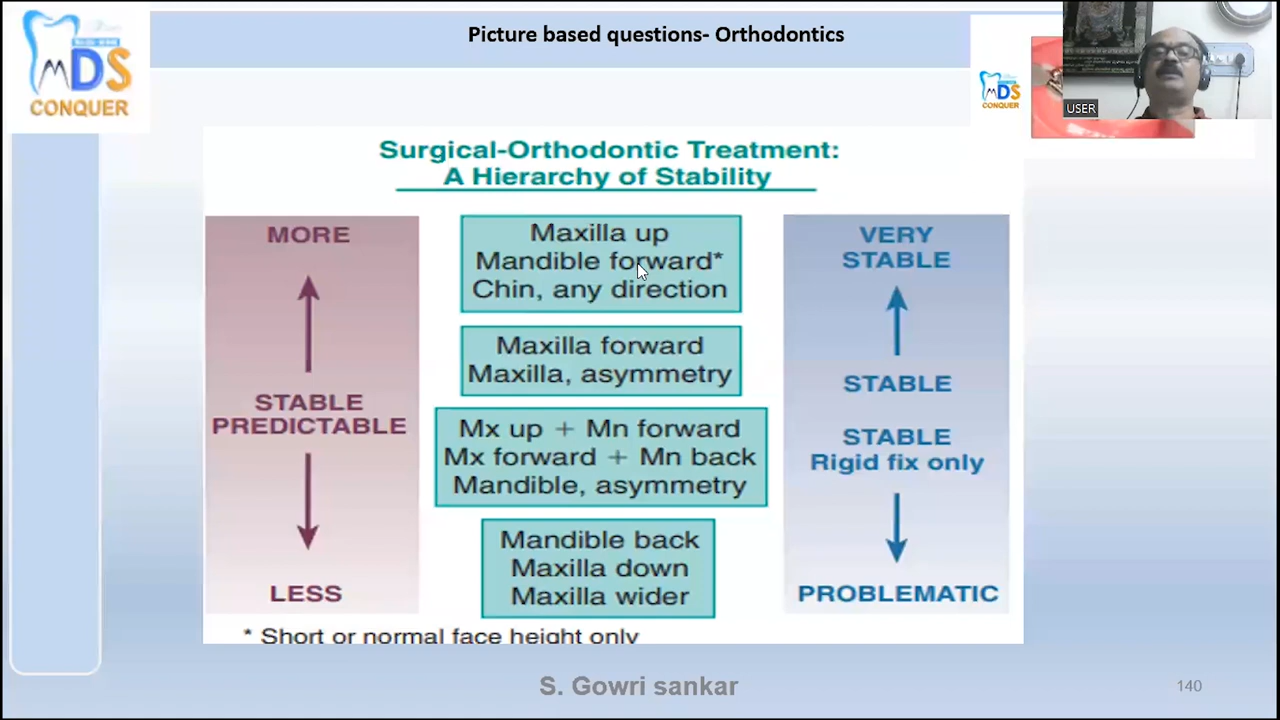 Picture based questions- Orthodontics
MDS
CONQUER
MDS
CONQUER
USER
Surgical-Orthodontic Treatment:
A Hierarchy of Stability
MORE
STABLE
PREDICTABLE
LESS
Maxilla up
Mandible forward*
Chin, any direction
Maxilla forward
Maxilla, asymmetry
Mx up + Mn forward
Mx forward + Mn back
Mandible, asymmetry
Mandible back
Maxilla down
Maxilla wider
VERY
STABLE
STABLE
STABLE
Rigid fix only
PROBLEMATIC
* Short or normal face height only
S. Gowri sankar
140